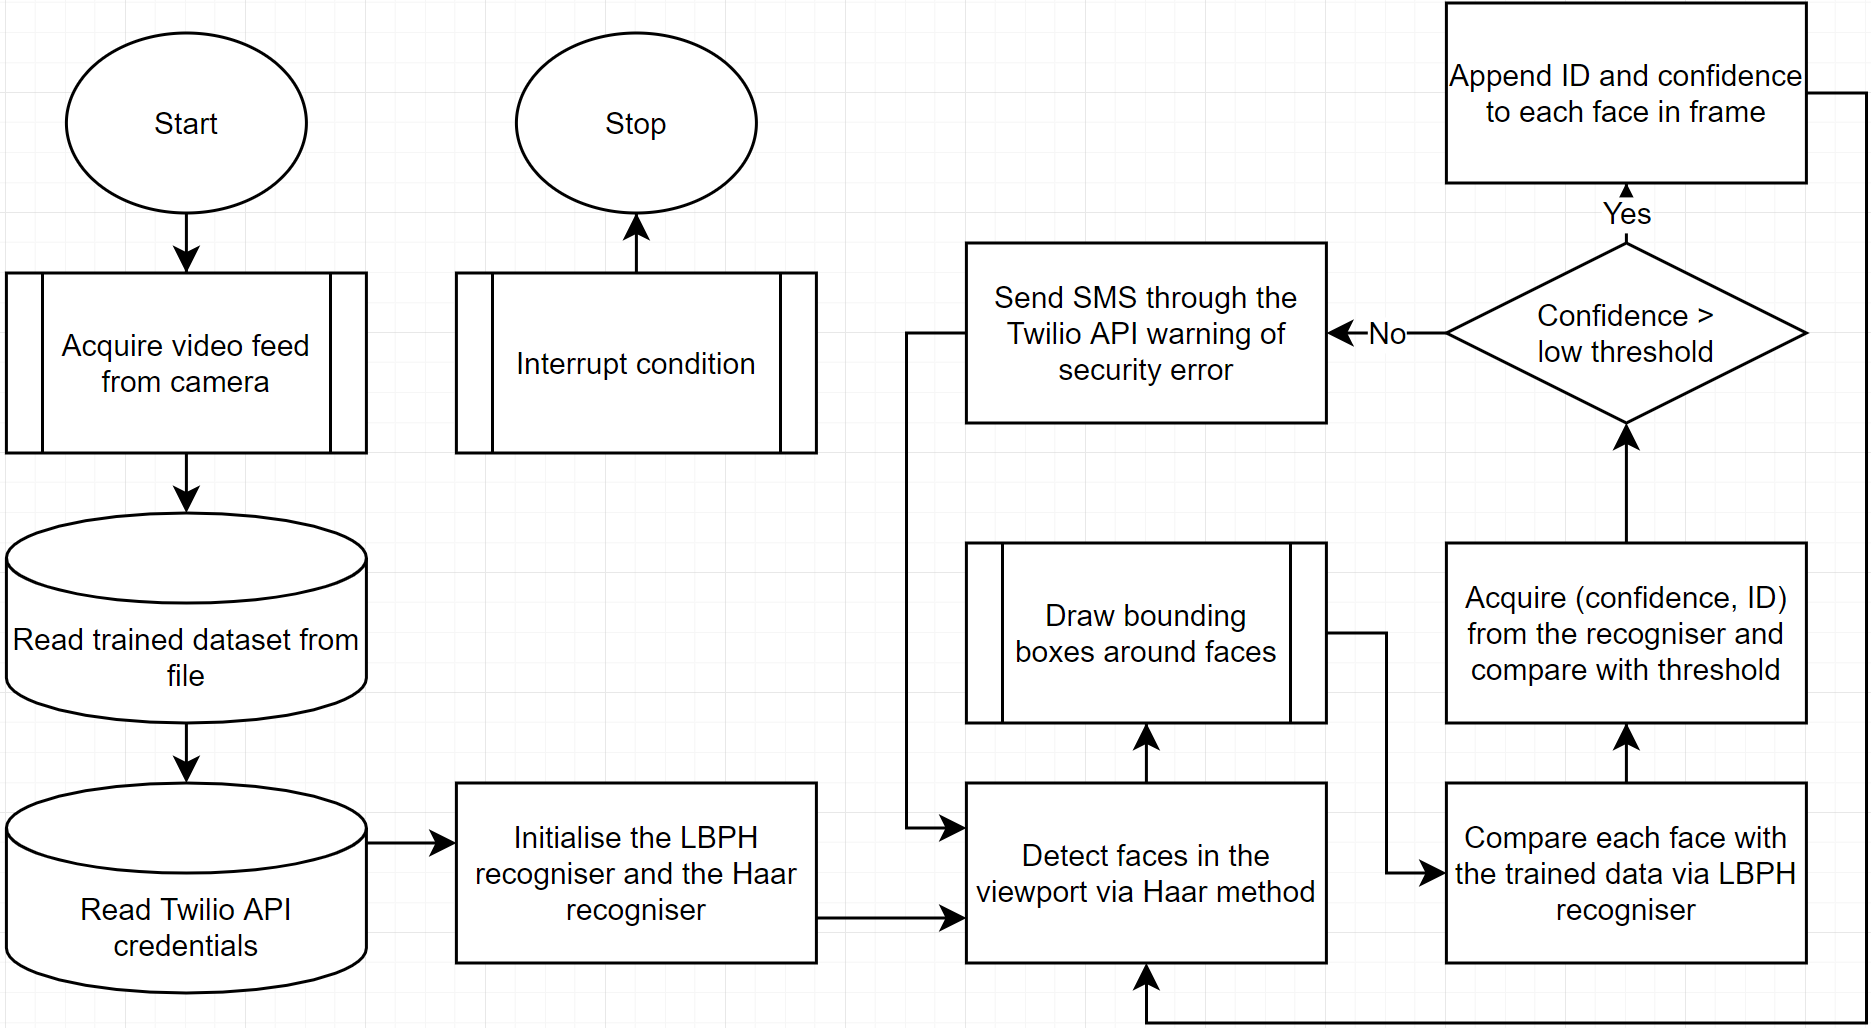 Start
Acquire video feed
from camera
Read trained dataset from
file
Read Twilio API
credentials
Stop
Interrupt condition
Initialise the LBPH
recogniser and the Haar
recogniser
Send SMS through the
Twilio API warning of
security error
Draw bounding
boxes around faces
Detect faces in the
viewport via Haar method
Append ID and confidence
to each face in frame
Yes
Confidence >
low threshold
No
Acquire (confidence, ID)
from the recogniser and
compare with threshold
Compare each face with
the trained data via LBPH
recogniser